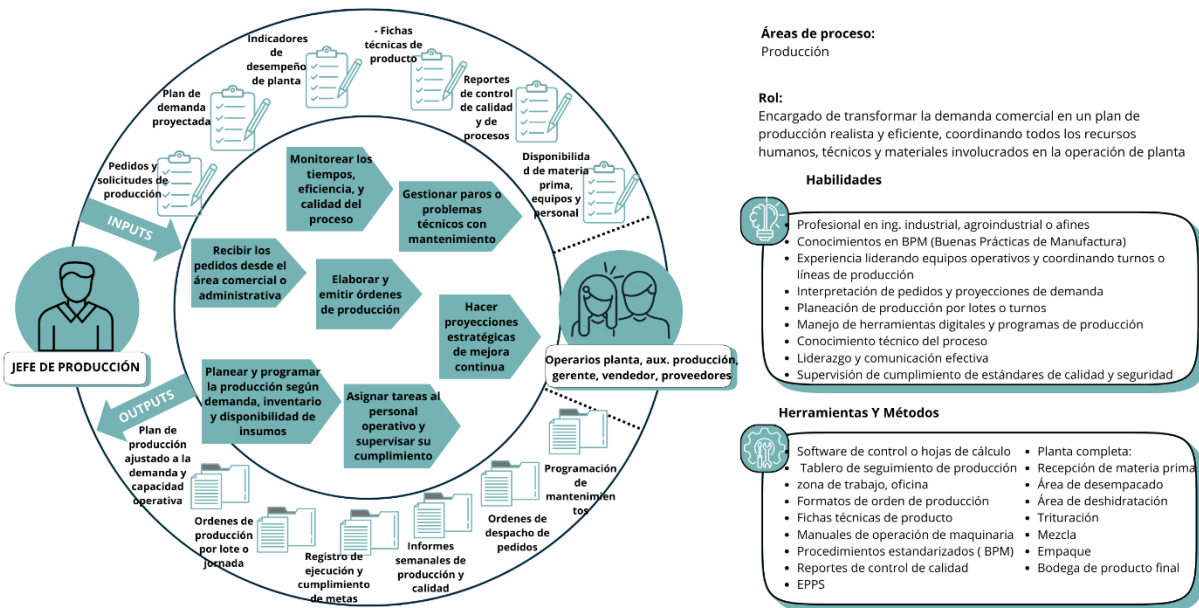 Indicadores
de
desempeño
de planta
- Fichas
técnicas de
producto
Plan de
demanda
proyectada
Reportes
de control
de calidad
y de
procesos
Pedidos y
solicitudes de
producción
Disponibilida
d de materia
prima,
equipos y
personal
INPUTS
Monitorear los
tiempos,
eficiencia, y
calidad del
proceso
Gestionar paros o
problemas
técnicos con
mantenimiento
Recibir los
pedidos desde el
área comercial o
administrativa
Elaborar y
emitir órdenes
de producción
Hacer
proyecciones
estratégicas
de mejora
continua
JEFE DE PRODUCCIÓN
Operarios planta, aux. producción,
gerente, vendedor, proveedores
Planear y programar
la producción según
demanda, inventario
y disponibilidad de
insumos
Asignar tareas al
personal
operativo y
supervisar su
cumplimiento
OUTPUTS
Plan de
producción
ajustado a la
demanda y
capacidad
operativa
Ordenes de
producción
por lote o
jornada
Registro de
ejecución y
cumplimiento
de metas
Informes
semanales de
producción y
calidad
Ordenes de
despacho de
pedidos
Programación
de
mantenimien
tos
Áreas de proceso:
Producción
Rol:
Encargado de transformar la demanda comercial en un plan de
producción realista y eficiente, coordinando todos los recursos
humanos, técnicos y materiales involucrados en la operación de planta
Habilidades
• Profesional en ing. industrial, agroindustrial o afines
• Conocimientos en BPM (Buenas Prácticas de Manufactura)
• Experiencia liderando equipos operativos y coordinando turnos o
líneas de producción
• Interpretación de pedidos y proyecciones de demanda
• Planeación de producción por lotes o turnos
• Manejo de herramientas digitales y programas de producción
• Conocimiento técnico del proceso
• Liderazgo y comunicación efectiva
• Supervisión de cumplimiento de estándares de calidad y seguridad
Herramientas Y Métodos
• Software de control o hojas de cálculo
• Tablero de seguimiento de producción
• zona de trabajo, oficina
• Formatos de orden de producción
• Fichas técnicas de producto
• Manuales de operación de maquinaria
• Procedimientos estandarizados ( BPM)
• Reportes de control de calidad
• EPPS
• Planta completa:
• Recepción de materia prima
• Área de desempacado
• Área de deshidratación
• Trituración
• Mezcla
• Empaque
• Bodega de producto final